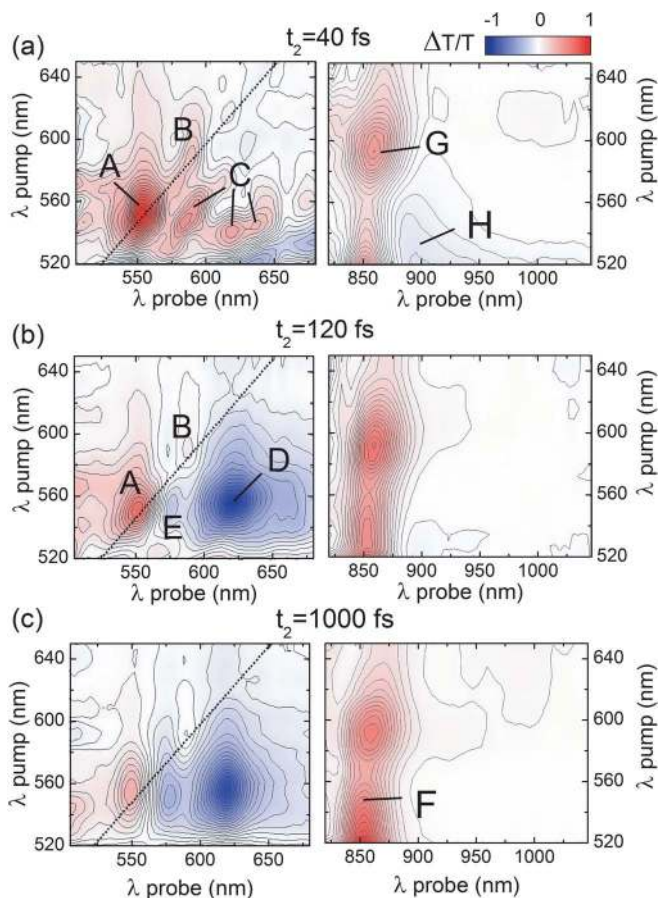 (a) t₂=40 fs
-1 0 1
ΔT/T
640
600
560
520
λ pump (nm)
A B C
550 600 650
λ probe (nm)
G H
850 900 950 1000
λ probe (nm)
640
600
560
520
λ pump (nm)
(b) t₂=120 fs
640
600
560
520
λ pump (nm)
A B D E
550 600 650
λ probe (nm)
850 900 950 1000
λ probe (nm)
640
600
560
520
λ pump (nm)
(c) t₂=1000 fs
640
600
560
520
λ pump (nm)
550 600 650
λ probe (nm)
F
850 900 950 1000
λ probe (nm)
640
600
560
520
λ pump (nm)